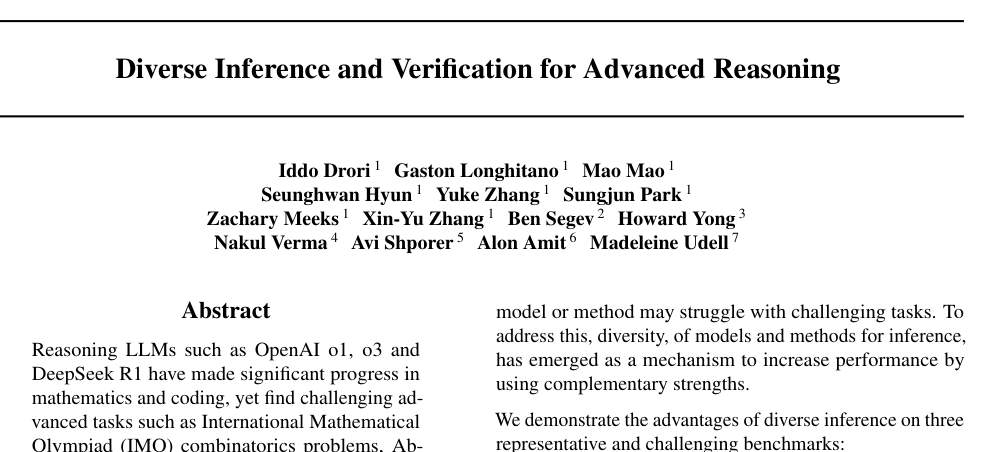 Diverse Inference and Verification for Advanced Reasoning
Iddo Drori 1 Gaston Longhitano 1 Mao Mao 1
Seunghwan Hyun 1 Yuke Zhang 1 Sungjun Park 1
Zachary Meeks 1 Xin-Yu Zhang 1 Ben Segev 2 Howard Yong 3
Nakul Verma 4 Avi Shporer 5 Alon Amit 6 Madeleine Udell 7
Abstract
Reasoning LLMs such as OpenAI o1, o3 and
DeepSeek R1 have made significant progress in
mathematics and coding, yet find challenging ad-
vanced tasks such as International Mathematical
Olympiad (IMO) combinatorics problems, Ab-
model or method may struggle with challenging tasks. To
address this, diversity, of models and methods for inference,
has emerged as a mechanism to increase performance by
using complementary strengths.
We demonstrate the advantages of diverse inference on three
representative and challenging benchmarks: